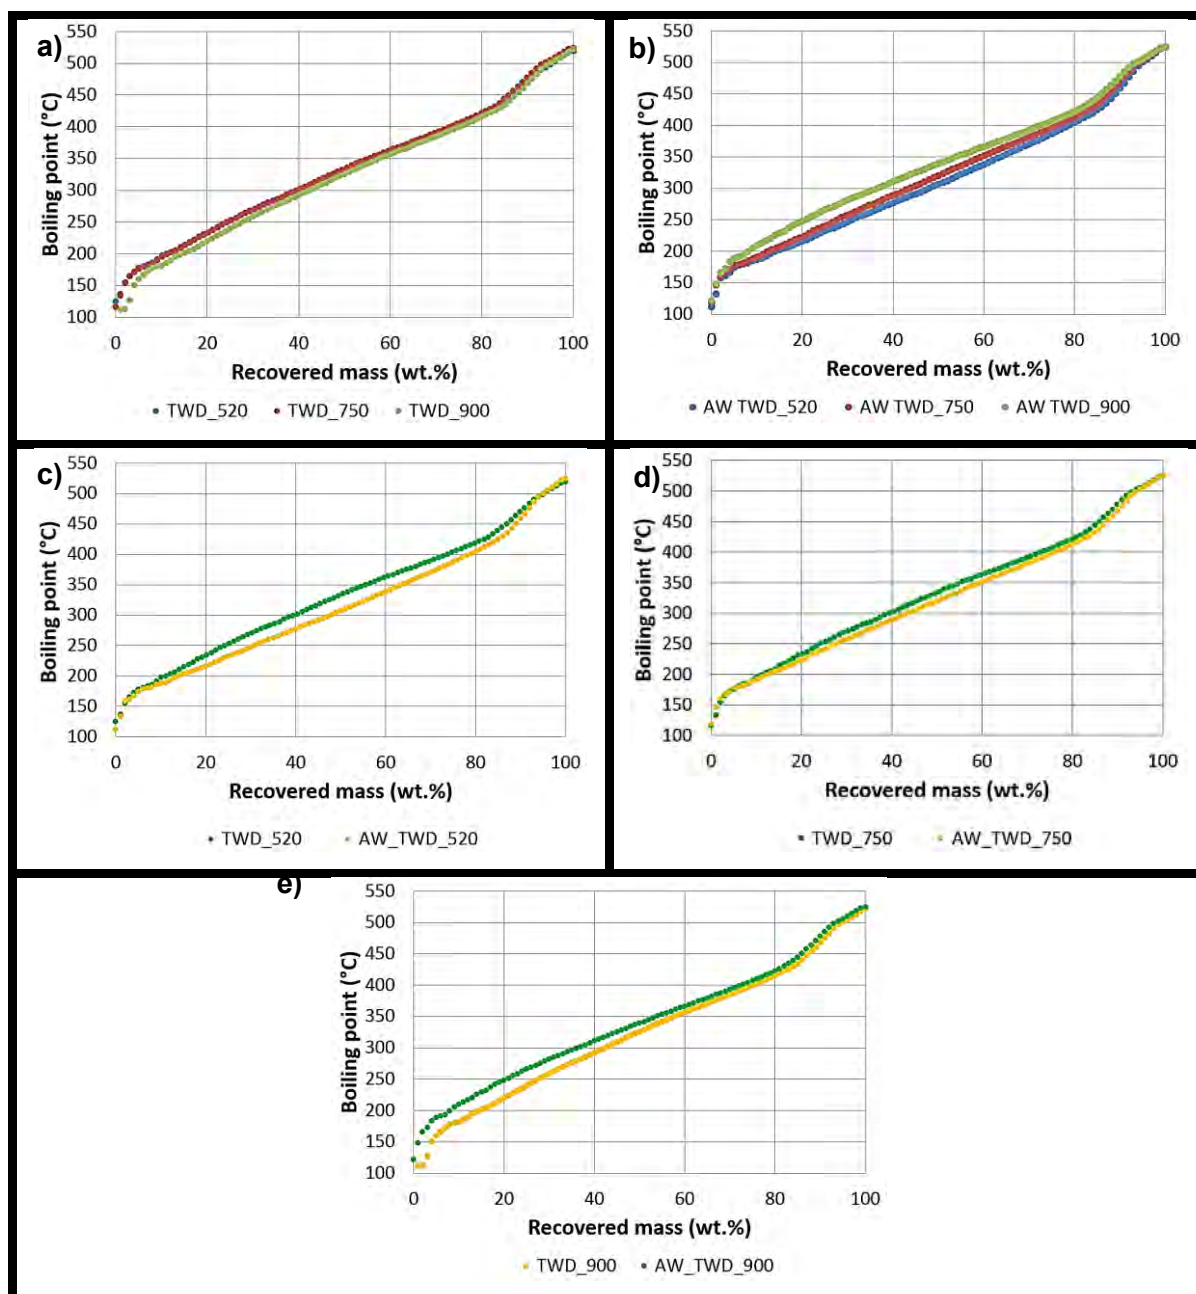 a)
550
500
450
400
350
300
250
200
150
100
Boiling point (°C)
0 20 40 60 80 100
Recovered mass (wt.%)
TWD_520 TWD_750 TWD_900
b)
550
500
450
400
350
300
250
200
150
100
Boiling point (°C)
0 20 40 60 80 100
Recovered mass (wt.%)
AW TWD_520 AW TWD_750 AW TWD_900
c)
550
500
450
400
350
300
250
200
150
100
Boiling point (°C)
0 20 40 60 80 100
Recovered mass (wt.%)
TWD_520 AW_TWD_520
d)
550
500
450
400
350
300
250
200
150
100
Boiling point (°C)
0 20 40 60 80 100
Recovered mass (wt.%)
TWD_750 AW_TWD_750
e)
550
500
450
400
350
300
250
200
150
100
Boiling point (°C)
0 20 40 60 80 100
Recovered mass (wt.%)
TWD_900 AW_TWD_900